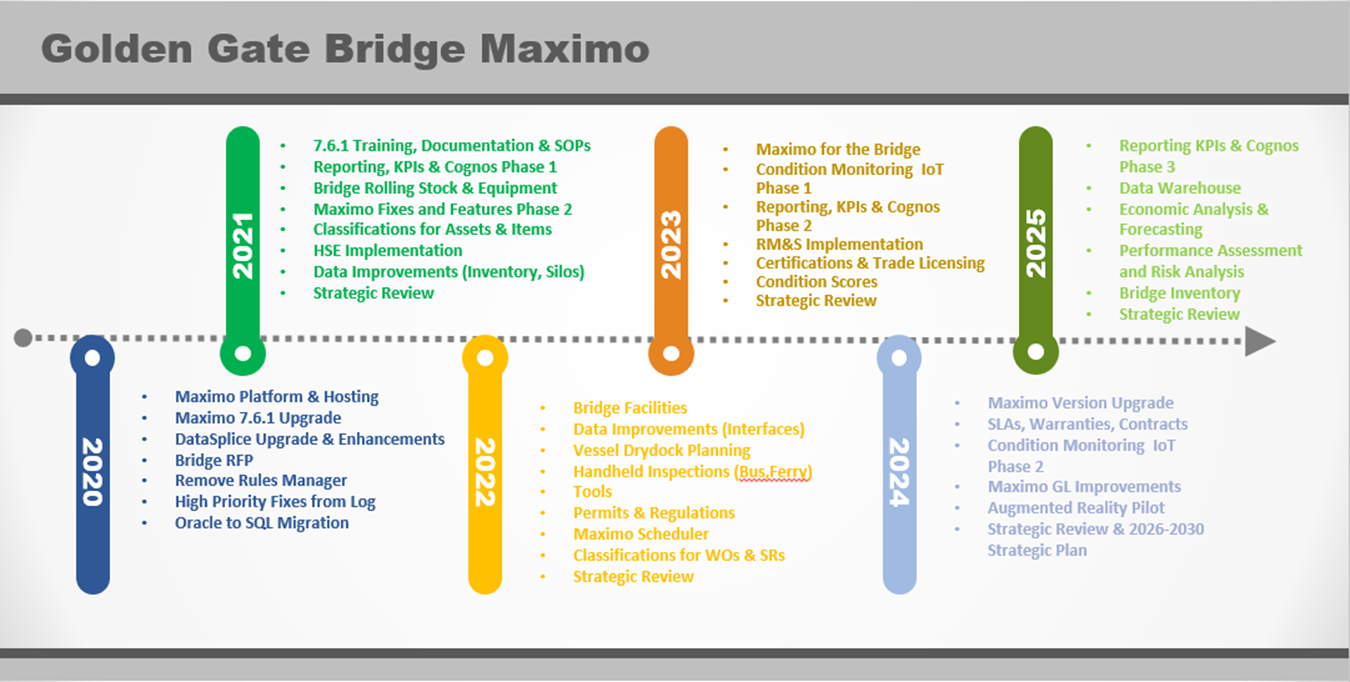 Golden Gate Bridge Maximo
2021
• 7.6.1 Training, Documentation & SOPs
• Reporting, KPIs & Cognos Phase 1
• Bridge Rolling Stock & Equipment
• Maximo Fixes and Features Phase 2
• Classifications for Assets & Items
• HSE Implementation
• Data Improvements (Inventory, Silos)
• Strategic Review
2023
• Maximo for the Bridge
• Condition Monitoring  IoT
Phase 1
• Reporting, KPIs & Cognos
Phase 2
• RM&S Implementation
• Certifications & Trade Licensing
• Condition Scores
• Strategic Review
2025
• Reporting KPIs & Cognos
Phase 3
• Data Warehouse
• Economic Analysis &
Forecasting
• Performance Assessment
and Risk Analysis
• Bridge Inventory
• Strategic Review
2020
• Maximo Platform & Hosting
• Maximo 7.6.1 Upgrade
• DataSplice Upgrade & Enhancements
• Bridge RFP
• Remove Rules Manager
• High Priority Fixes from Log
• Oracle to SQL Migration
2022
• Bridge Facilities
• Data Improvements (Interfaces)
• Vessel Drydock Planning
• Handheld Inspections (Bus,Ferry)
• Tools
• Permits & Regulations
• Maximo Scheduler
• Classifications for WOs & SRs
• Strategic Review
2024
• Maximo Version Upgrade
• SLAs, Warranties, Contracts
• Condition Monitoring  IoT
Phase 2
• Maximo GL Improvements
• Augmented Reality Pilot
• Strategic Review & 2026-2030
Strategic Plan